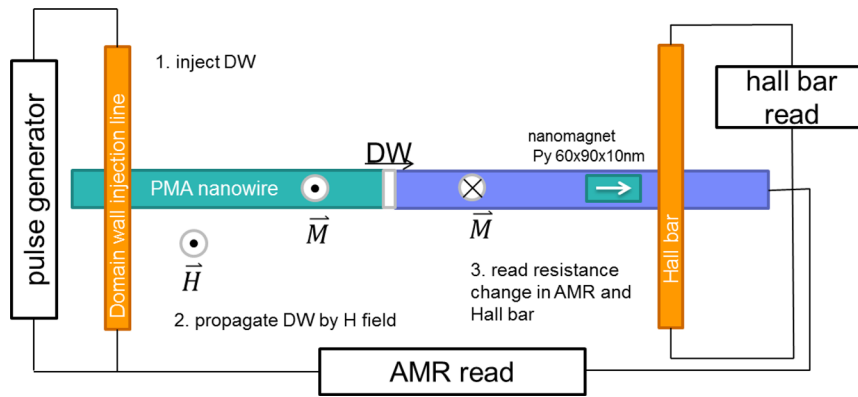 1. inject DW
pulse generator
Domain wall injection line
PMA nanowire
DW
M
M
H
2. propagate DW by H field
nanomagnet
Py 60x90x10nm
3. read resistance
change in AMR and
Hall bar
Hall bar
hall bar
read
AMR read